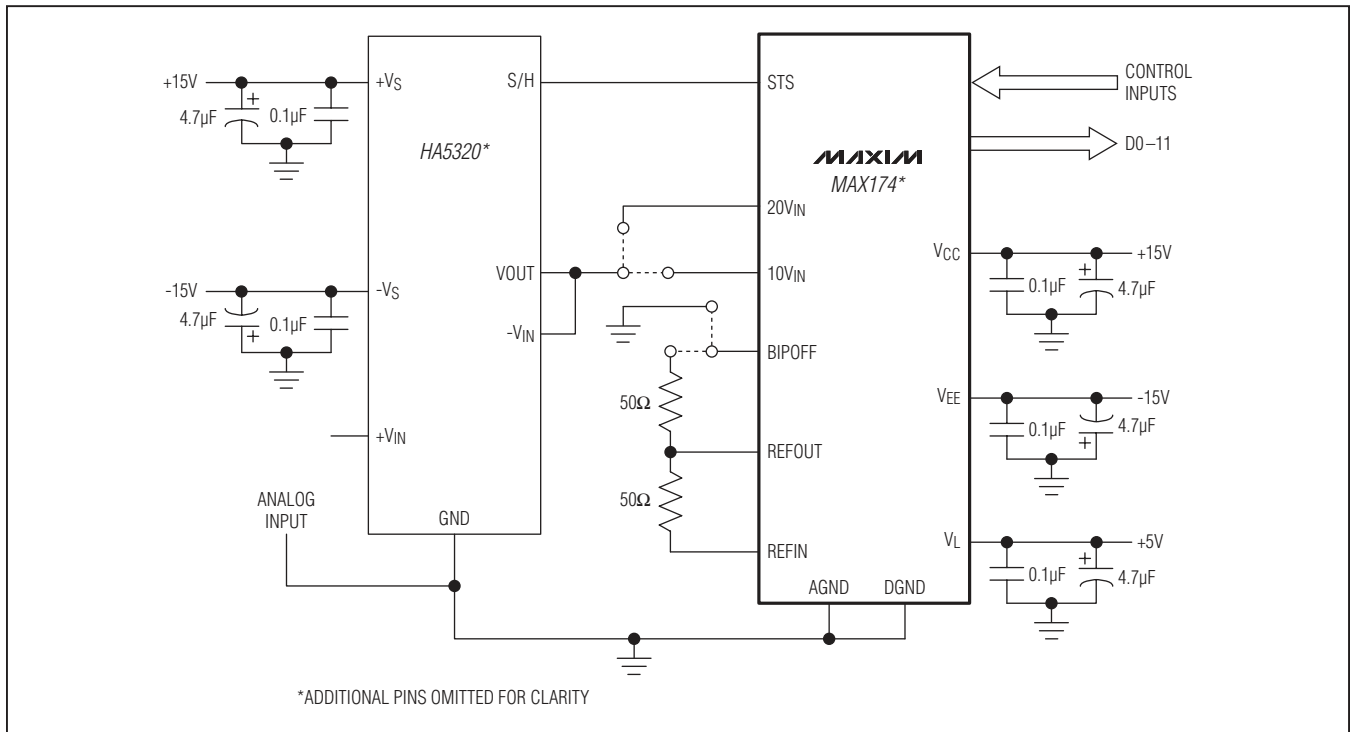 +15V
4.7µF
+
0.1µF
+VS
S/H
HA5320*
-15V
4.7µF
+
0.1µF
-VS
VOUT
-VIN
+VIN
ANALOG
INPUT
GND
STS
MAXIM
MAX174*
20VIN
10VIN
BIPOFF
50Ω
REFOUT
50Ω
REFIN
AGND
DGND
CONTROL
INPUTS
D0–11
VCC
+15V
0.1µF
+
4.7µF
VEE
-15V
0.1µF
+
4.7µF
VL
+5V
0.1µF
+
4.7µF
*ADDITIONAL PINS OMITTED FOR CLARITY